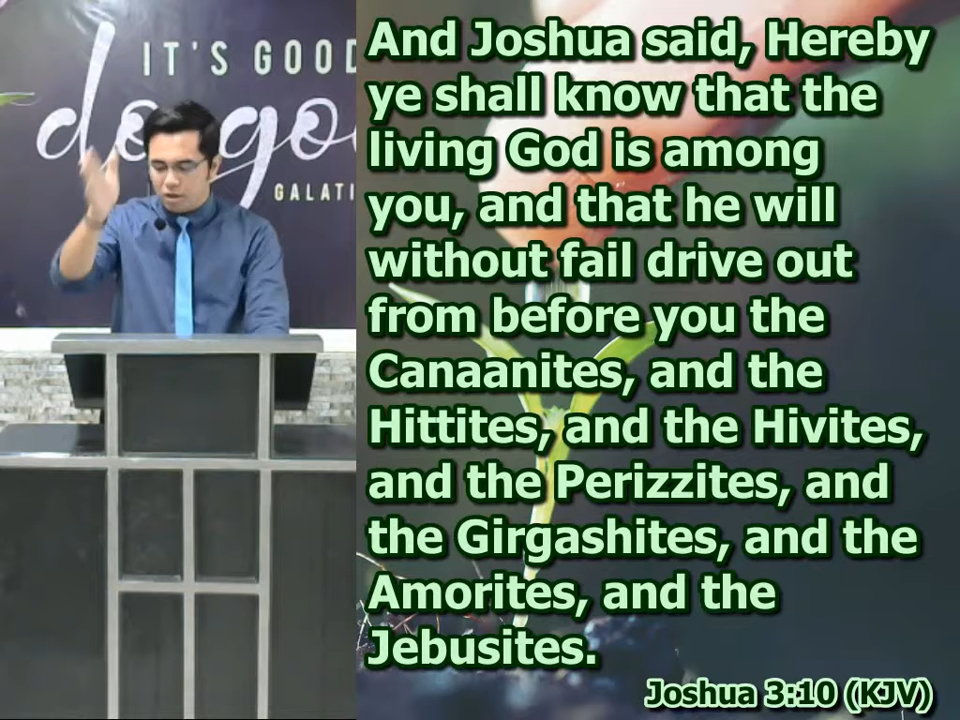 IT'S GOOD
do go
GALATI
And Joshua said, Hereby
ye shall know that the
living God is among
you, and that he will
without fail drive out
from before you the
Canaanites, and the
Hittites, and the Hivites,
and the Perizzites, and
the Girgashites, and the
Amorites, and the
Jebusites.
Joshua 3:10 (KJV)